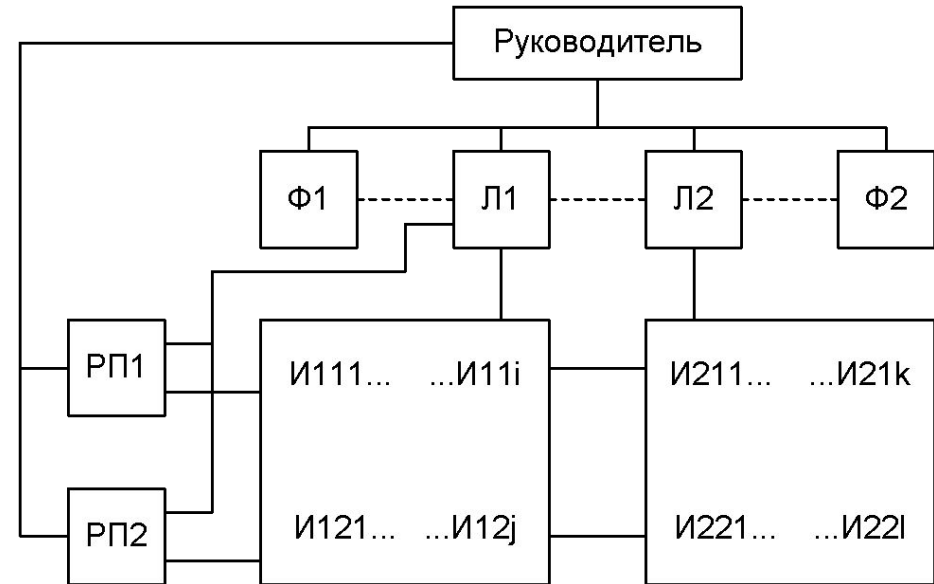 Руководитель
Ф1 Л1 Л2 Ф2
РП1
И111... ...И11i И211... ...И21k
РП2
И121... ...И12j И221... ...И22l